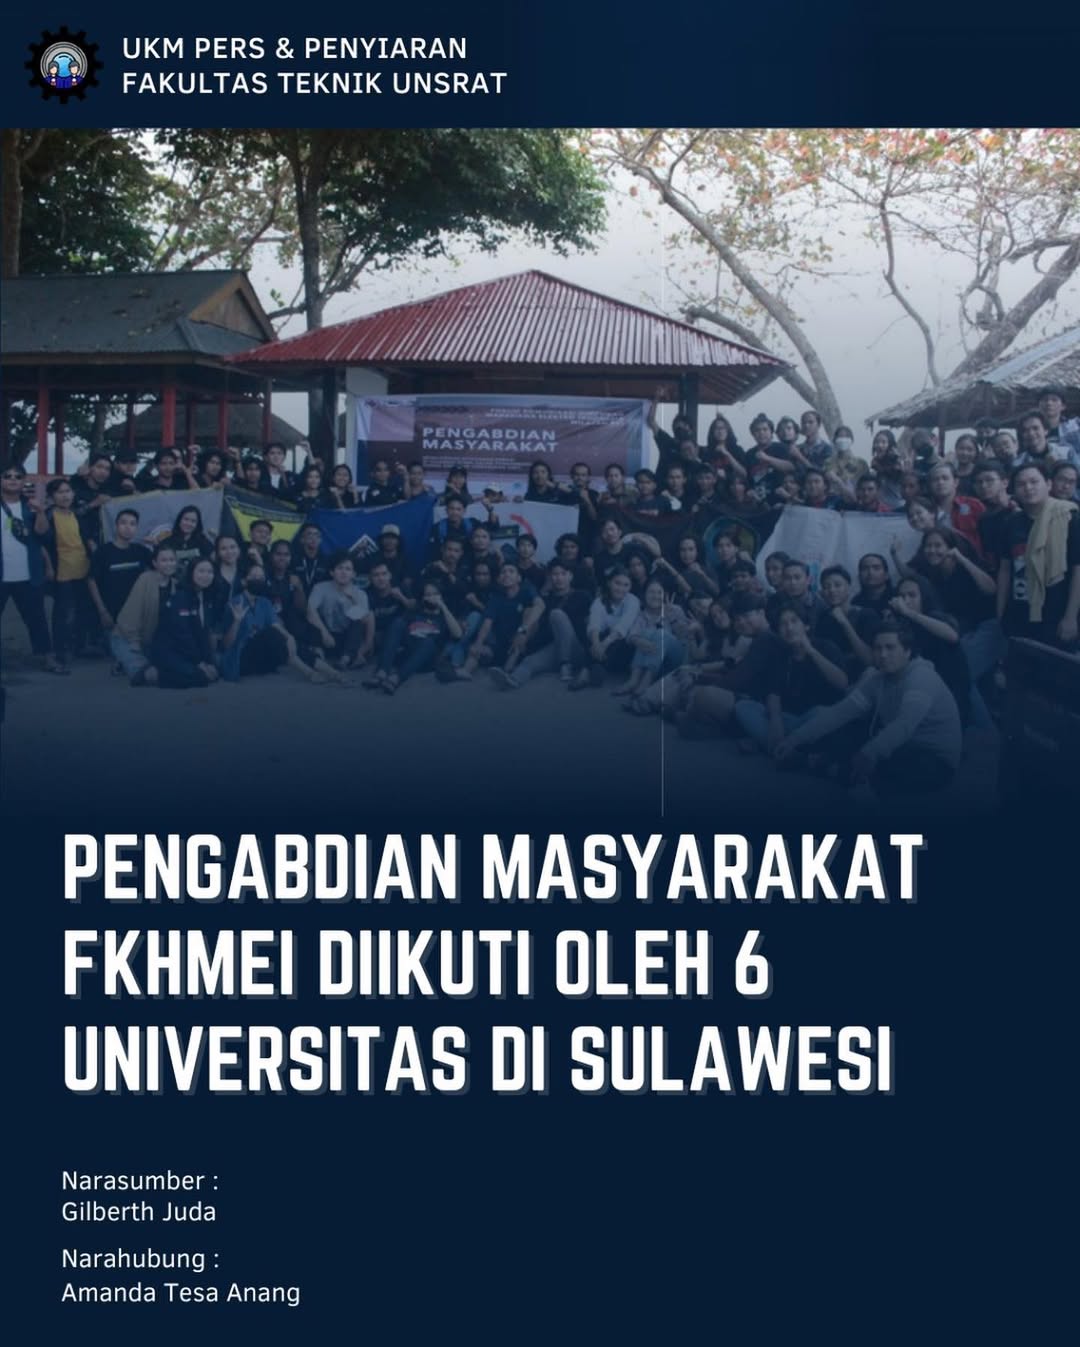 UKM PERS & PENYIARAN
FAKULTAS TEKNIK UNSRAT
PENGABDIAN
MASYARAKAT
PENGABDIAN MASYARAKAT
FKHMEI DIIKUTI OLEH 6
UNIVERSITAS DI SULAWESI
Narasumber :
Gilberth Juda
Narahubung :
Amanda Tesa Anang